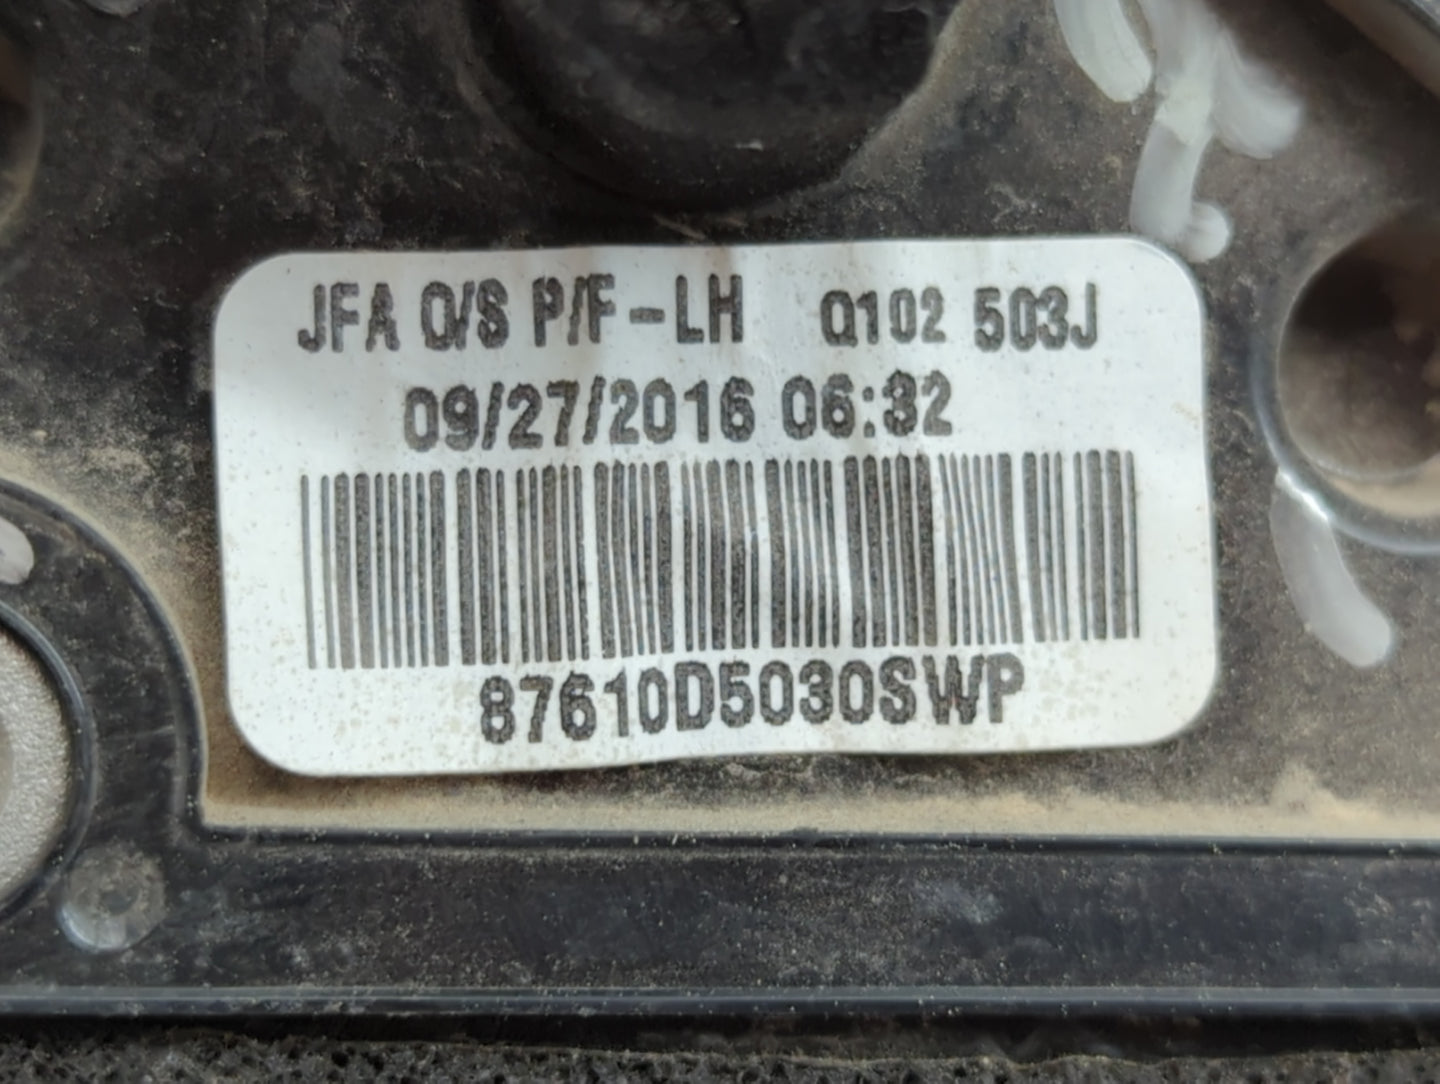 JFA O/S P/F-LH Q102 503J
09/27/2016 06:32
87610D5030SWP